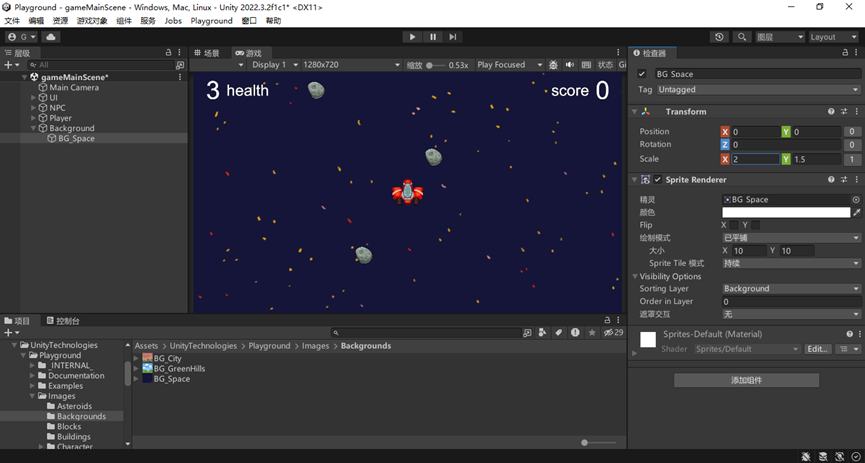 Playground - gameMainScene* - Windows, Mac, Linux - Unity 2022.3.2f1c1* <DX11>
文件 编辑 资源 游戏对象 组件 服务 Jobs Playground 窗口 帮助
G
图层 Layout
层级
All
gameMainScene*
Main Camera
UI
NPC
Player
Background
BG_Space
场景 游戏
Display 1 1280x720 缩放 0.53x Play Focused 状态 Gi
3 health score 0
检查器
BG Space
Tag Untagged
Transform
Position X 0 Y 0 0
Rotation Z 0 0
Scale X 2 Y 1.5 1
Sprite Renderer
精灵 BG Space
颜色
Flip X Y
绘制模式 已平铺
大小 X 10 Y 10
Sprite Tile 模式 持续
Visibility Options
Sorting Layer Background
Order in Layer 0
遮罩交互 无
Sprites-Default (Material)
Shader Sprites/Default Edit...
添加组件
项目 控制台
29
UnityTechnologies
Playground
_INTERNAL_
Documentation
Examples
Images
Asteroids
Backgrounds
Blocks
Buildings
Character
Assets > UnityTechnologies > Playground > Images > Backgrounds
BG_City
BG_GreenHills
BG_Space